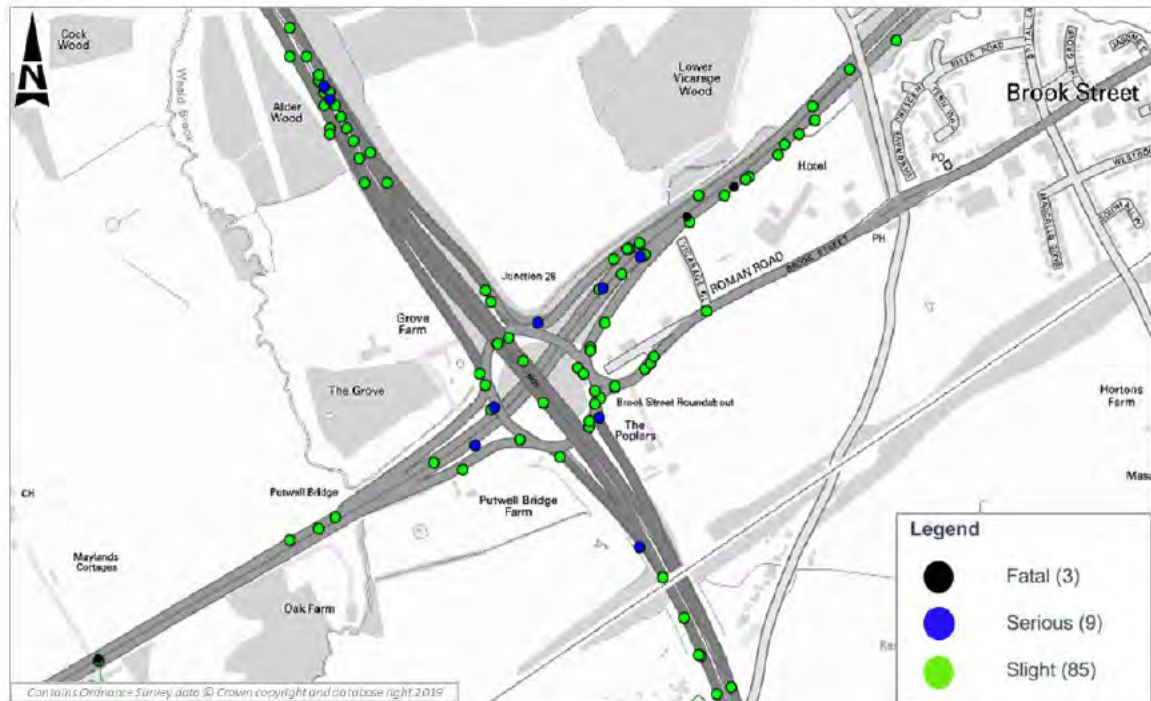 Cock
Wood
N
Weald Brook
Alder
Wood
Lower
Vicarage
Wood
Brook Street
Hotel
PO
PH
ROMAN ROAD
BROOK STREET
Junction 28
Grove
Farm
The Grove
Brook Street Roundabout
The
Poplars
Hortons
Farm
Putwell Bridge
Putwell Bridge
Farm
CH
Maylands
Cottages
Oak Farm
Legend
Fatal (3)
Serious (9)
Slight (85)
Contains Ordnance Survey data © Crown copyright and database right 2019